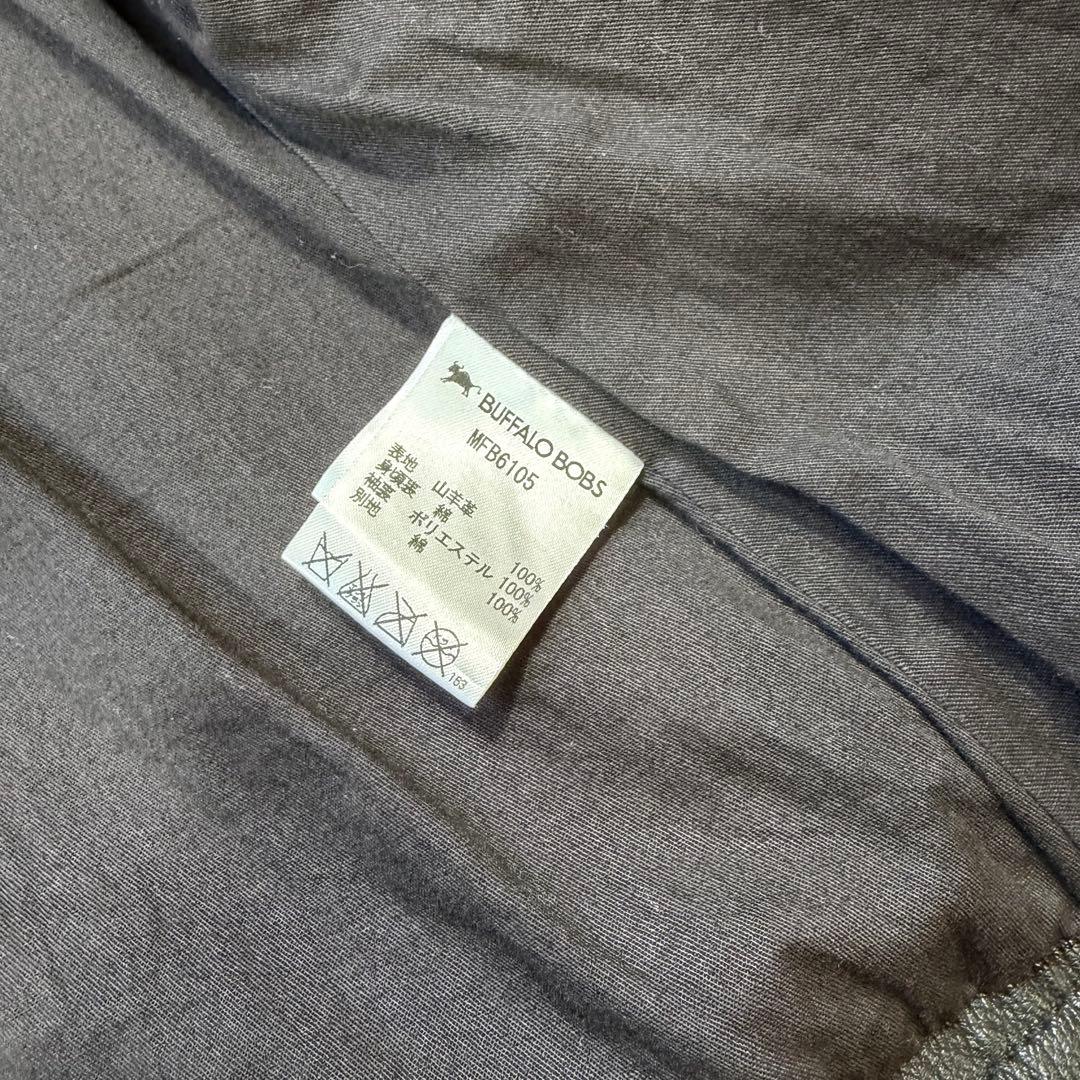 BUFFALO BOBS
MFB6105
表地 山羊革
身頃裏 綿 100%
袖裏 ポリエステル 100%
別地 綿 100%
153